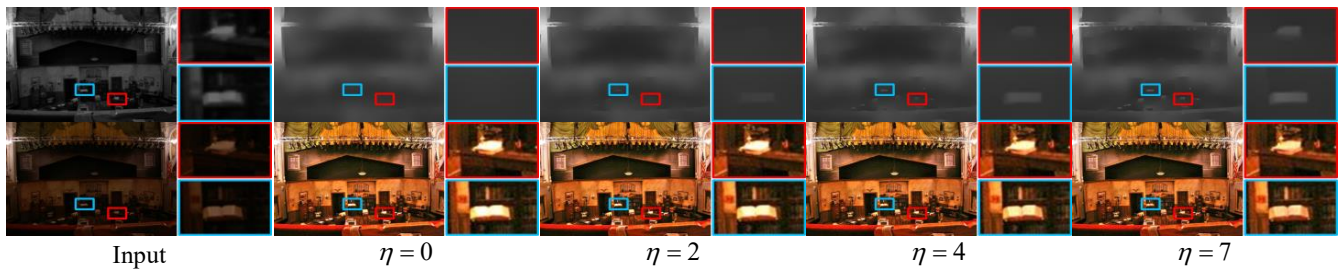 Input η = 0 η = 2 η = 4 η = 7